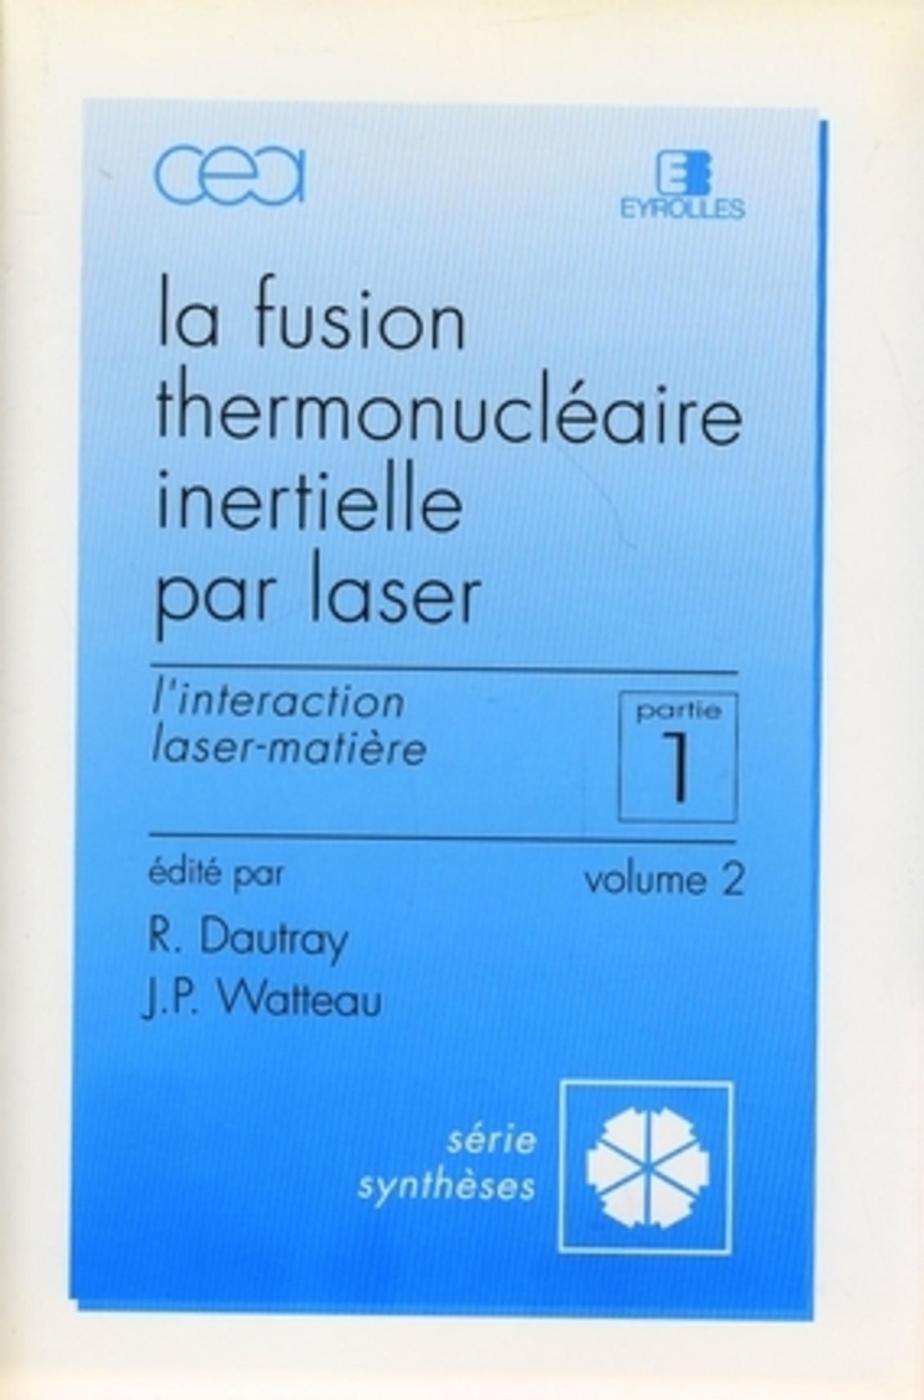 cea
E
EYROLLES
la fusion
thermonucléaire
inertielle
par laser
l'interaction
laser-matière
partie
1
édité par
volume 2
R. Dautray
J.P. Watteau
série
synthèses